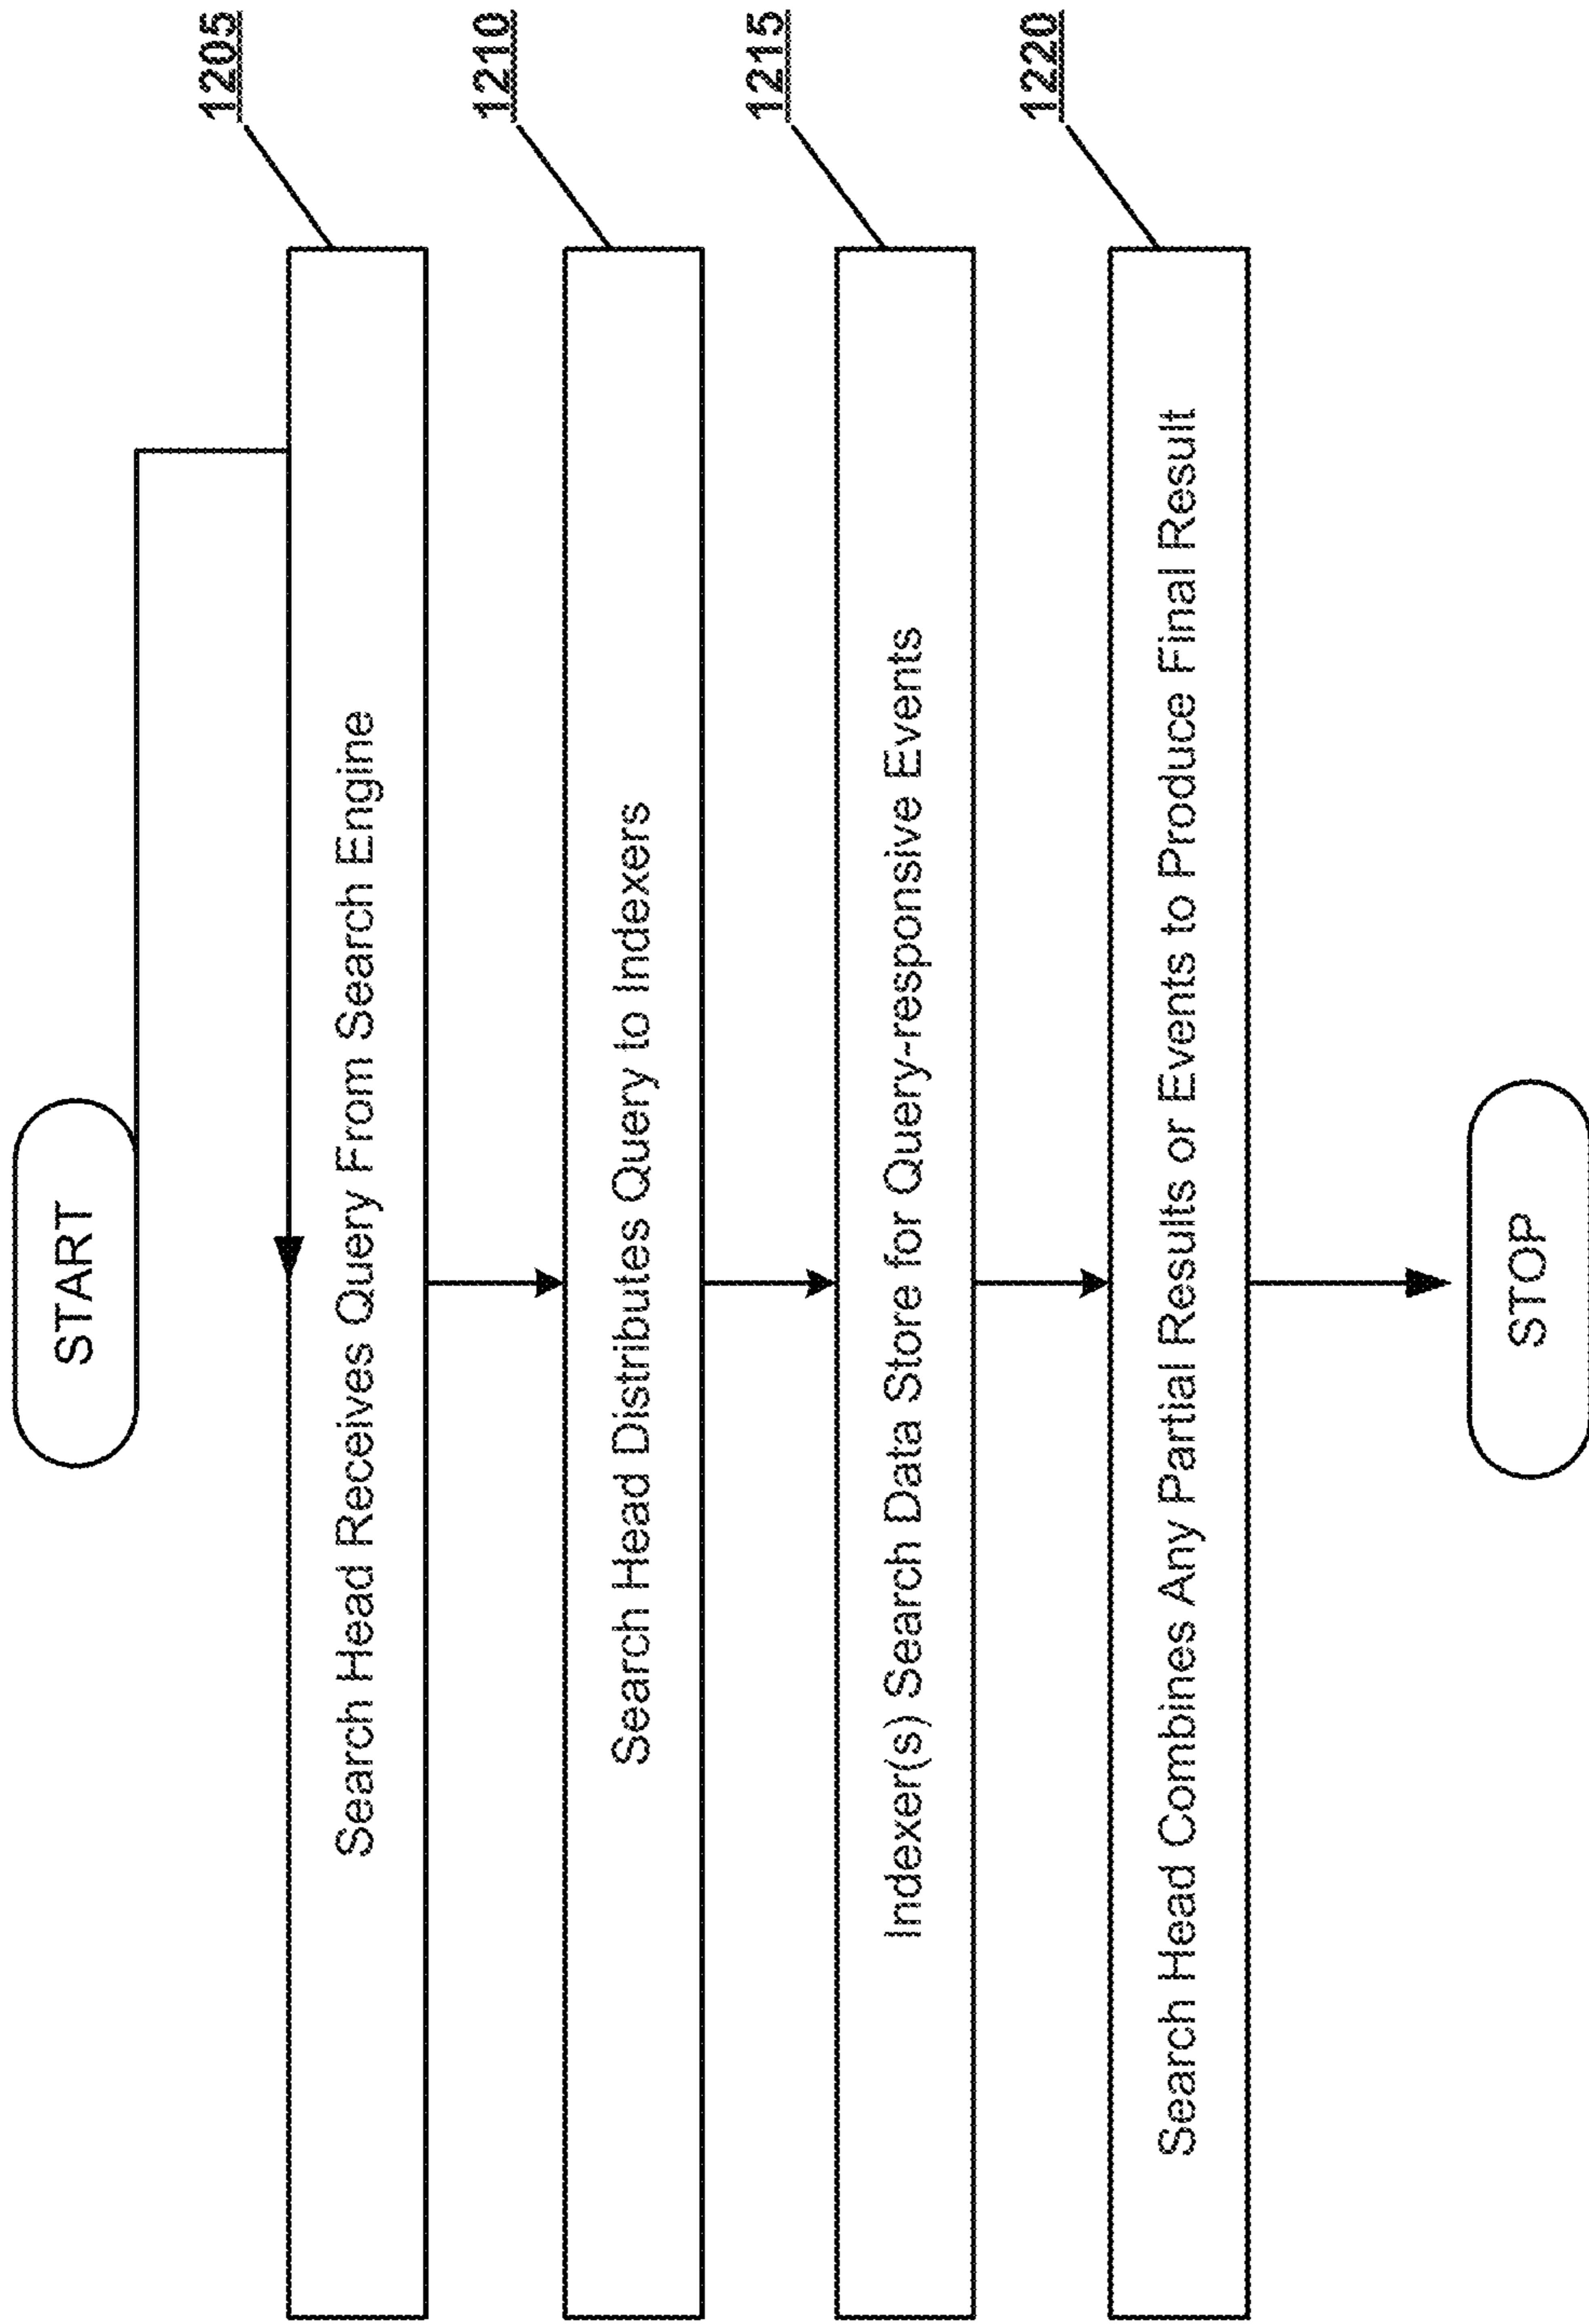 START
1205
Search Head Receives Query From Search Engine
1210
Search Head Distributes Query to Indexers
1215
Indexer(s) Search Data Store for Query-responsive Events
1220
Search Head Combines Any Partial Results or Events to Produce Final Result
STOP